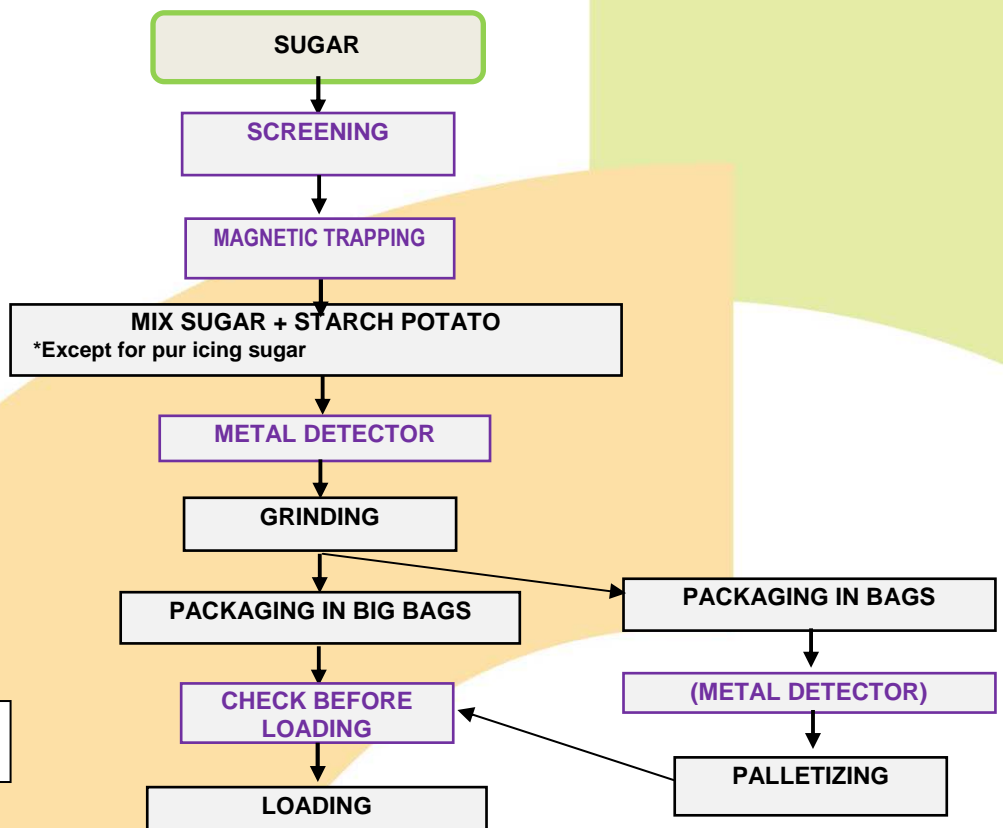 SUGAR
SCREENING
MAGNETIC TRAPPING
MIX SUGAR + STARCH POTATO
*Except for pur icing sugar
METAL DETECTOR
GRINDING
PACKAGING IN BIG BAGS
PACKAGING IN BAGS
CHECK BEFORE
LOADING
(METAL DETECTOR)
PALLETIZING
LOADING